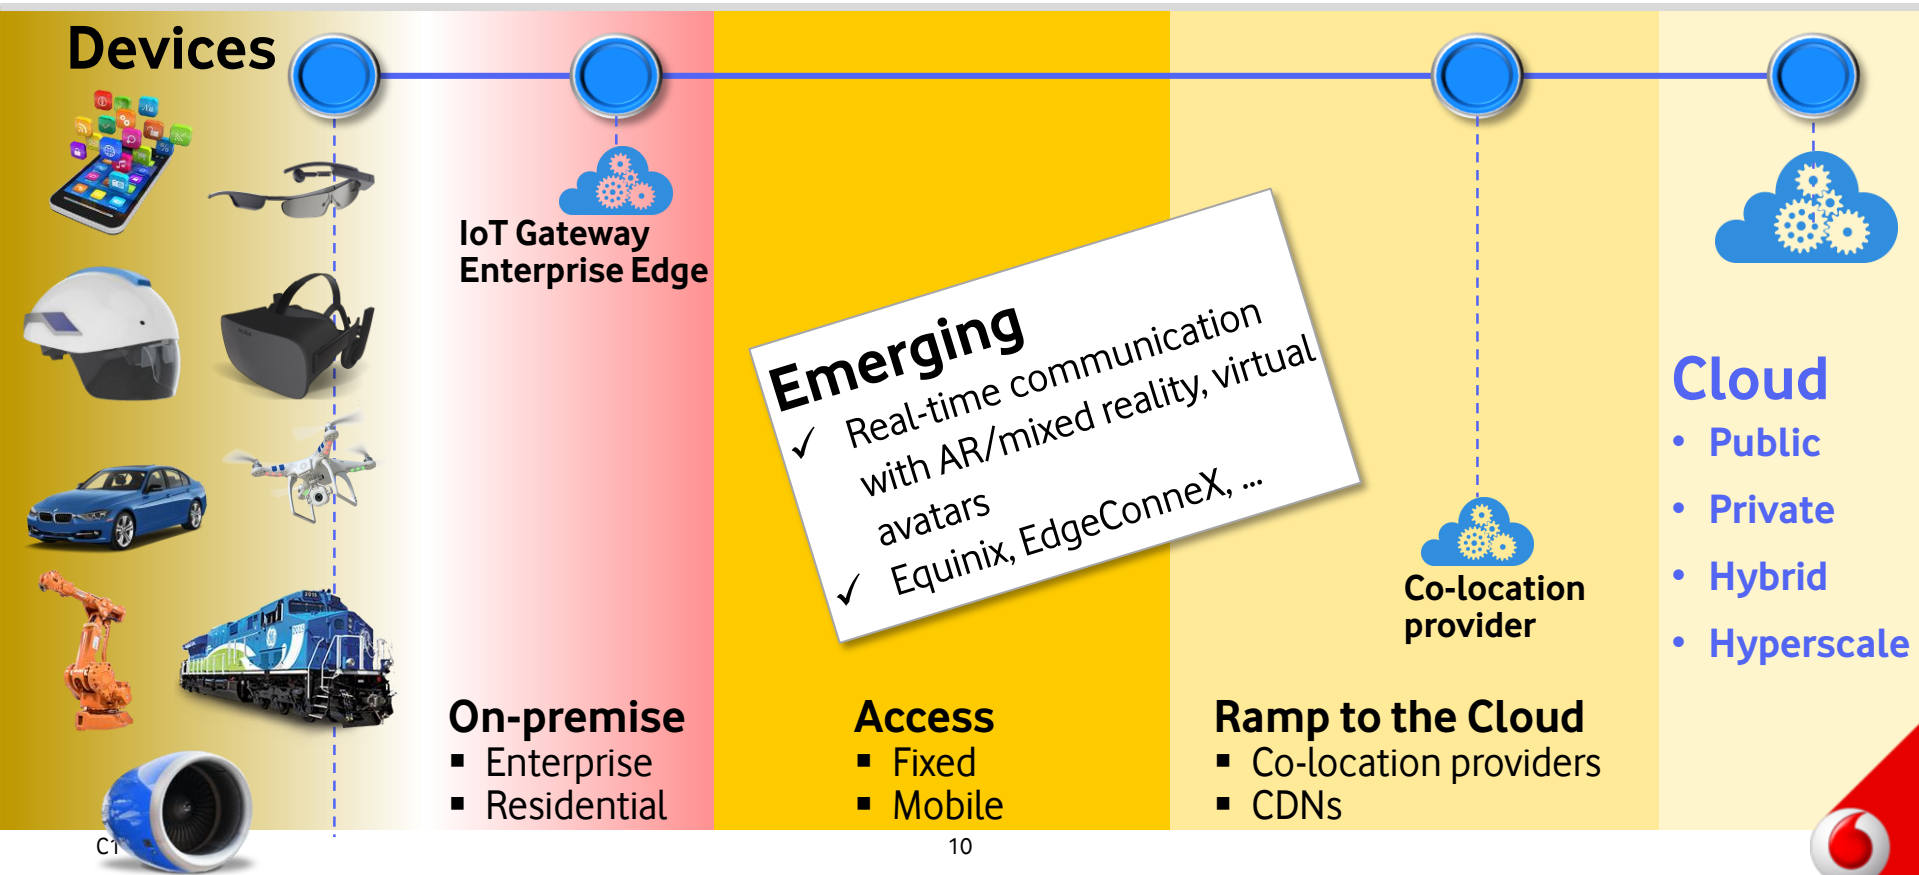 Devices
IoT Gateway
Enterprise Edge
Emerging
✓ Real-time communication
with AR/mixed reality, virtual
avatars
✓ Equinix, EdgeConneX, ...
Co-location
provider
Cloud
• Public
• Private
• Hybrid
• Hyperscale
On-premise
▪ Enterprise
▪ Residential
Access
▪ Fixed
▪ Mobile
Ramp to the Cloud
▪ Co-location providers
▪ CDNs
C1
10